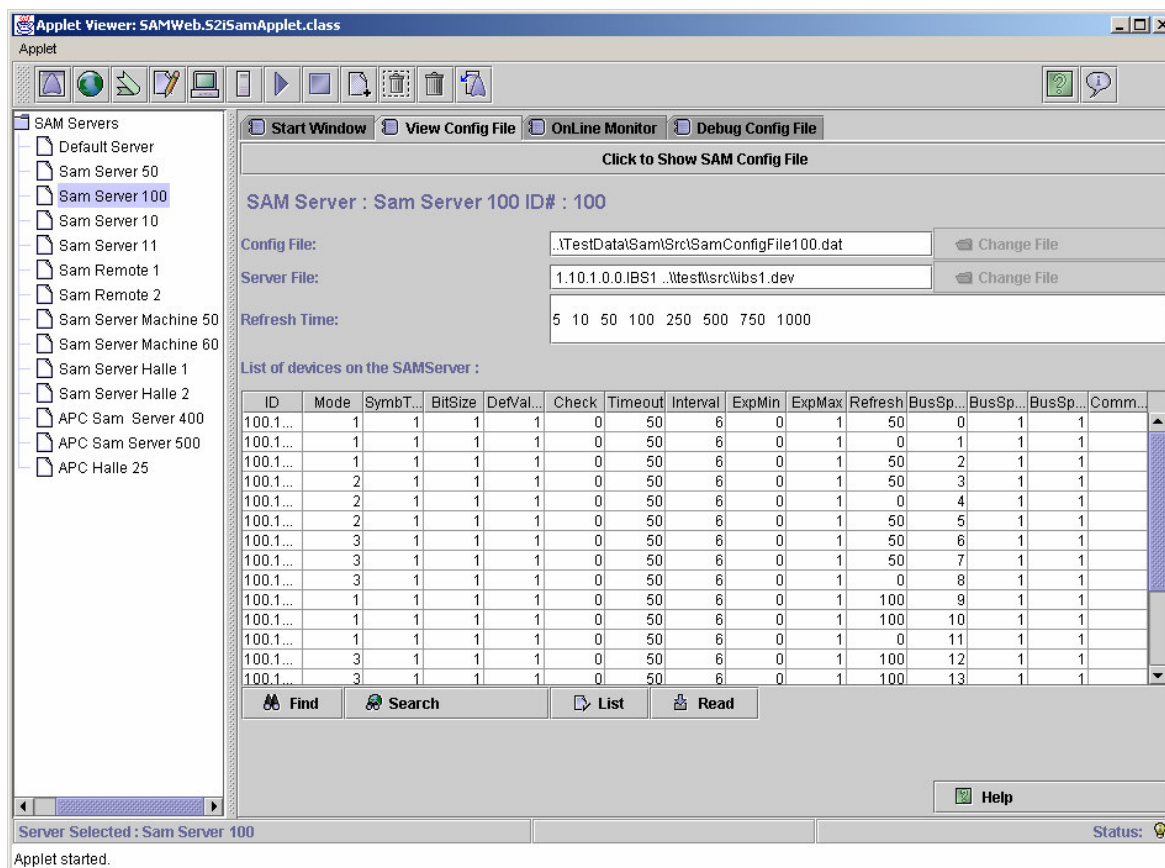 Applet Viewer: SAMWeb.S2iSamApplet.class
Applet
SAM Servers
Default Server
Sam Server 50
Sam Server 100
Sam Server 10
Sam Server 11
Sam Remote 1
Sam Remote 2
Sam Server Machine 50
Sam Server Machine 60
Sam Server Halle 1
Sam Server Halle 2
APC Sam Server 400
APC Sam Server 500
APC Halle 25
Start Window View Config File OnLine Monitor Debug Config File
Click to Show SAM Config File
SAM Server : Sam Server 100 ID# : 100
Config File: ..\TestData\Sam\Src\SamConfigFile100.dat Change File
Server File: 1.10.1.0.0.IBS1 ..\\test\\src\\ibs1.dev Change File
Refresh Time: 5 10 50 100 250 500 750 1000
List of devices on the SAMServer :
ID Mode SymbT... BitSize DefVal... Check Timeout Interval ExpMin ExpMax Refresh BusSp... BusSp... BusSp... Comm...
100.1... 1 1 1 1 0 50 6 0 1 50 0 1 1
100.1... 1 1 1 1 0 50 6 0 1 0 1 1 1
100.1... 1 1 1 1 0 50 6 0 1 50 2 1 1
100.1... 2 1 1 1 0 50 6 0 1 50 3 1 1
100.1... 2 1 1 1 0 50 6 0 1 0 4 1 1
100.1... 2 1 1 1 0 50 6 0 1 50 5 1 1
100.1... 3 1 1 1 0 50 6 0 1 50 6 1 1
100.1... 3 1 1 1 0 50 6 0 1 50 7 1 1
100.1... 3 1 1 1 0 50 6 0 1 0 8 1 1
100.1... 1 1 1 1 0 50 6 0 1 100 9 1 1
100.1... 1 1 1 1 0 50 6 0 1 100 10 1 1
100.1... 1 1 1 1 0 50 6 0 1 0 11 1 1
100.1... 3 1 1 1 0 50 6 0 1 100 12 1 1
100.1... 3 1 1 1 0 50 6 0 1 100 13 1 1
Find Search List Read
Help
Server Selected : Sam Server 100 Status:
Applet started.